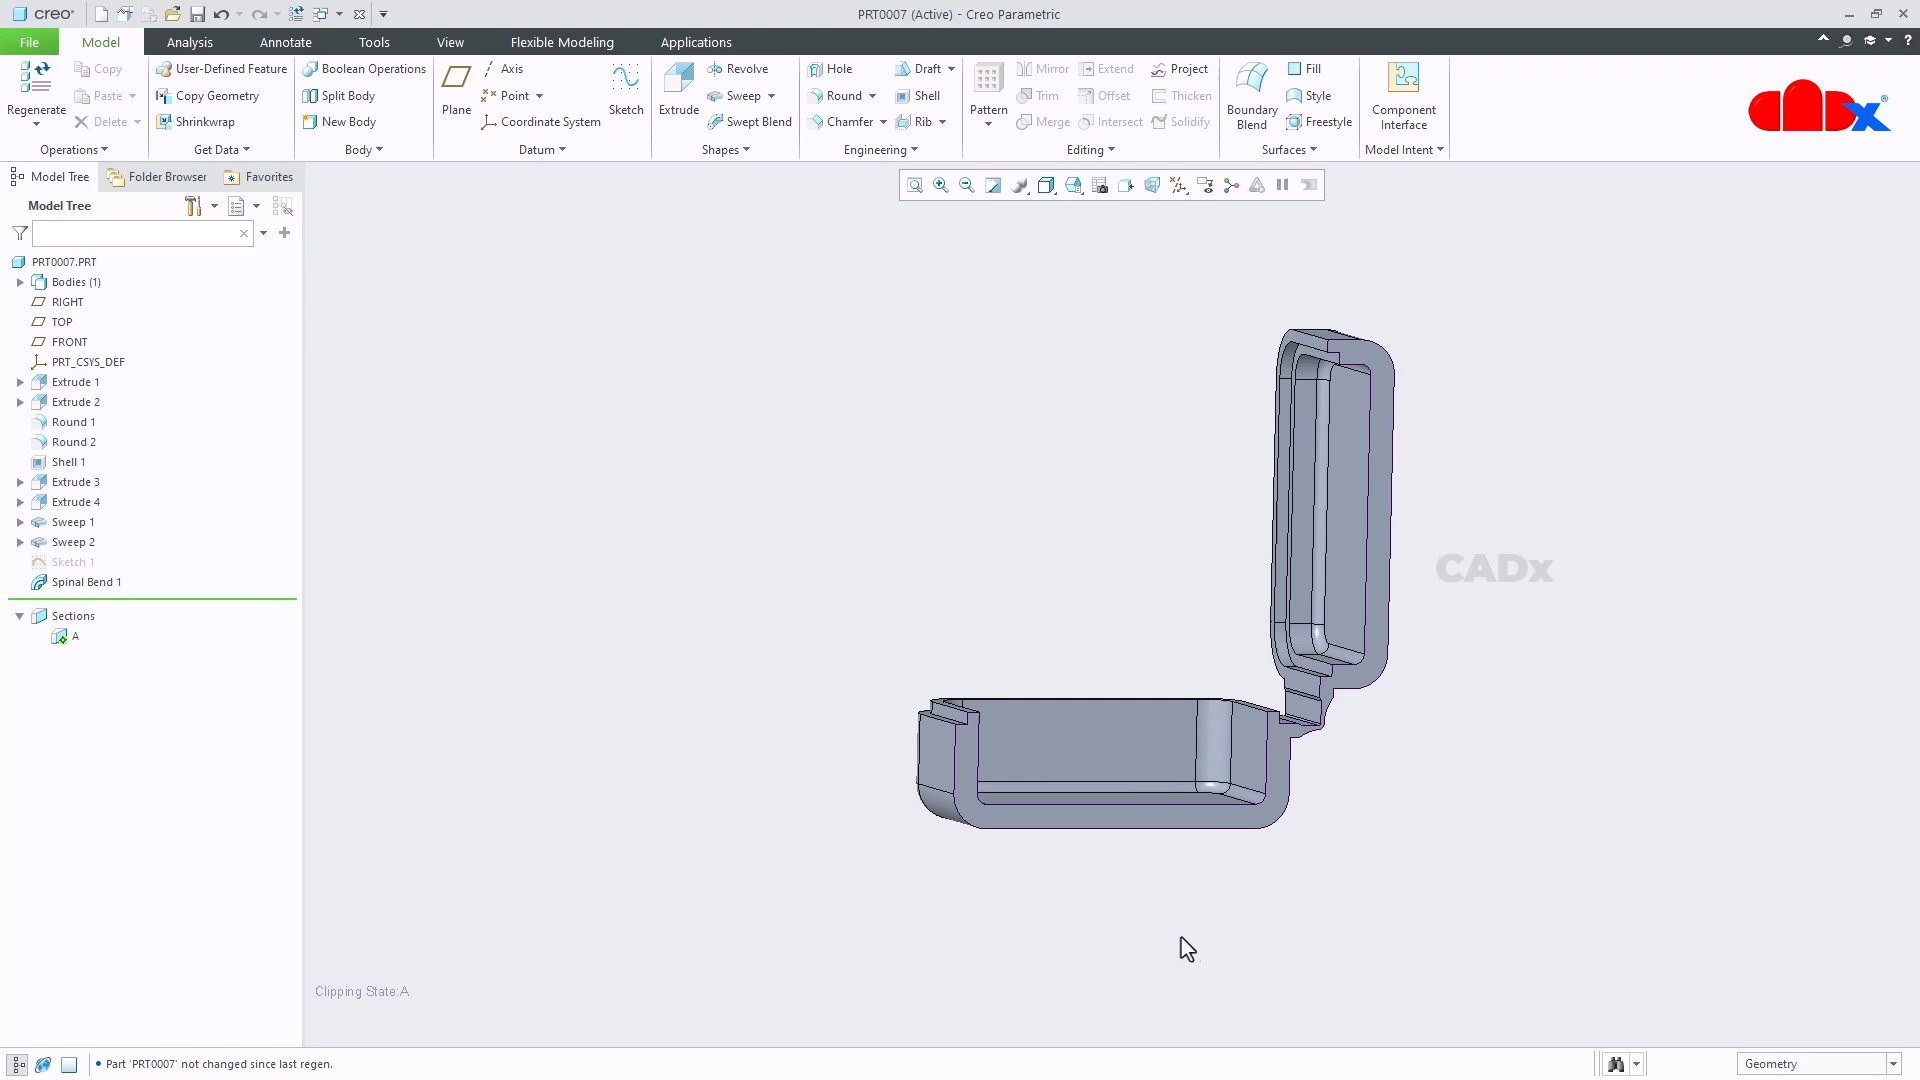 creo
PRT0007 (Active) - Creo Parametric
File Model Analysis Annotate Tools View Flexible Modeling Applications
Regenerate
Copy
Paste
Delete
Operations
User-Defined Feature
Copy Geometry
Shrinkwrap
Get Data
Boolean Operations
Split Body
New Body
Body
Plane
Axis
Point
Coordinate System
Sketch
Datum
Extrude
Revolve
Sweep
Swept Blend
Shapes
Hole
Round
Chamfer
Draft
Shell
Rib
Engineering
Pattern
Mirror
Trim
Merge
Extend
Offset
Intersect
Project
Thicken
Solidify
Editing
Boundary
Blend
Fill
Style
Freestyle
Surfaces
Component
Interface
Model Intent
CADx®
Model Tree Folder Browser Favorites
Model Tree
PRT0007.PRT
Bodies (1)
RIGHT
TOP
FRONT
PRT_CSYS_DEF
Extrude 1
Extrude 2
Round 1
Round 2
Shell 1
Extrude 3
Extrude 4
Sweep 1
Sweep 2
Sketch 1
Spinal Bend 1
Sections
A
CADx
Clipping State:A
• Part 'PRT0007' not changed since last regen.
Geometry